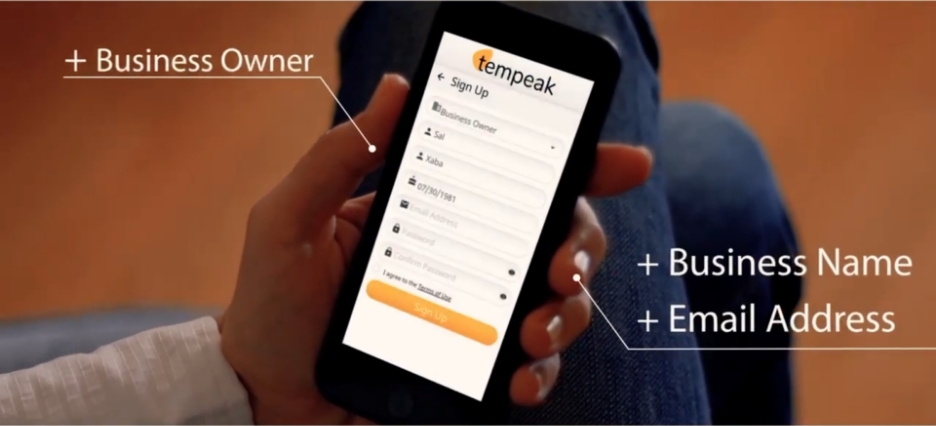 + Business Owner
tempeak
Sign Up
Business Owner
Sal
Xaba
07/30/1981
Email Address
Password
Confirm Password
I agree to the Terms of Use
Sign Up
+ Business Name
+ Email Address